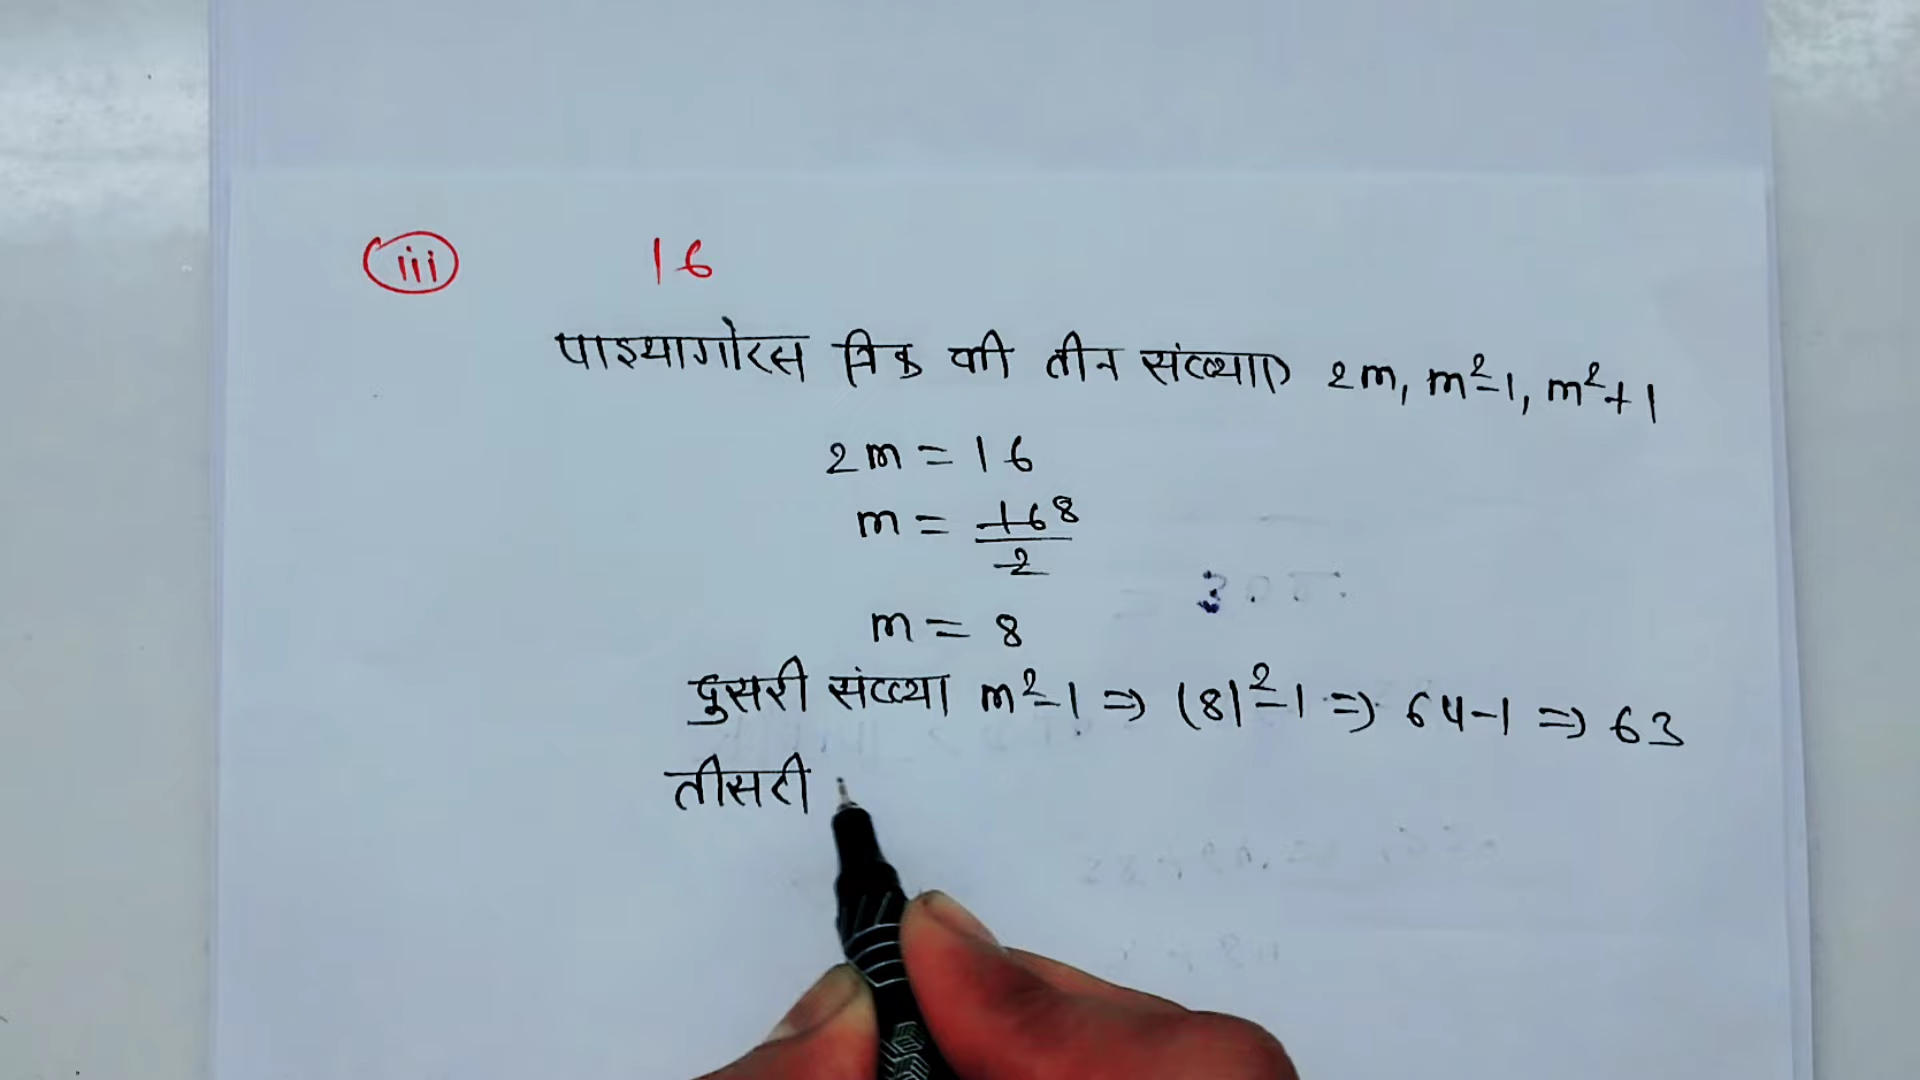 iii 16
पाइथागोरस त्रिक की तीन संख्याए 2m, m²-1, m²+1
2m = 16
m = 16 8
2
m = 8
दुसरी संख्या m²-1 => (8)²-1 => 64-1 => 63
तीसरी